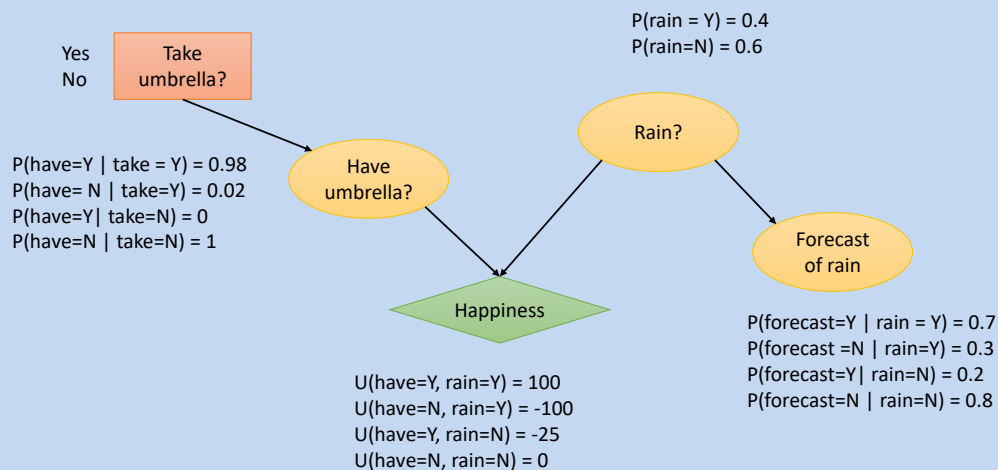 P(rain = Y) = 0.4
P(rain=N) = 0.6
Yes
No
Take
umbrella?
Rain?
P(have=Y | take = Y) = 0.98
P(have= N | take=Y) = 0.02
P(have=Y| take=N) = 0
P(have=N | take=N) = 1
Have
umbrella?
Forecast
of rain
Happiness
P(forecast=Y | rain = Y) = 0.7
P(forecast =N | rain=Y) = 0.3
P(forecast=Y| rain=N) = 0.2
P(forecast=N | rain=N) = 0.8
U(have=Y, rain=Y) = 100
U(have=N, rain=Y) = -100
U(have=Y, rain=N) = -25
U(have=N, rain=N) = 0